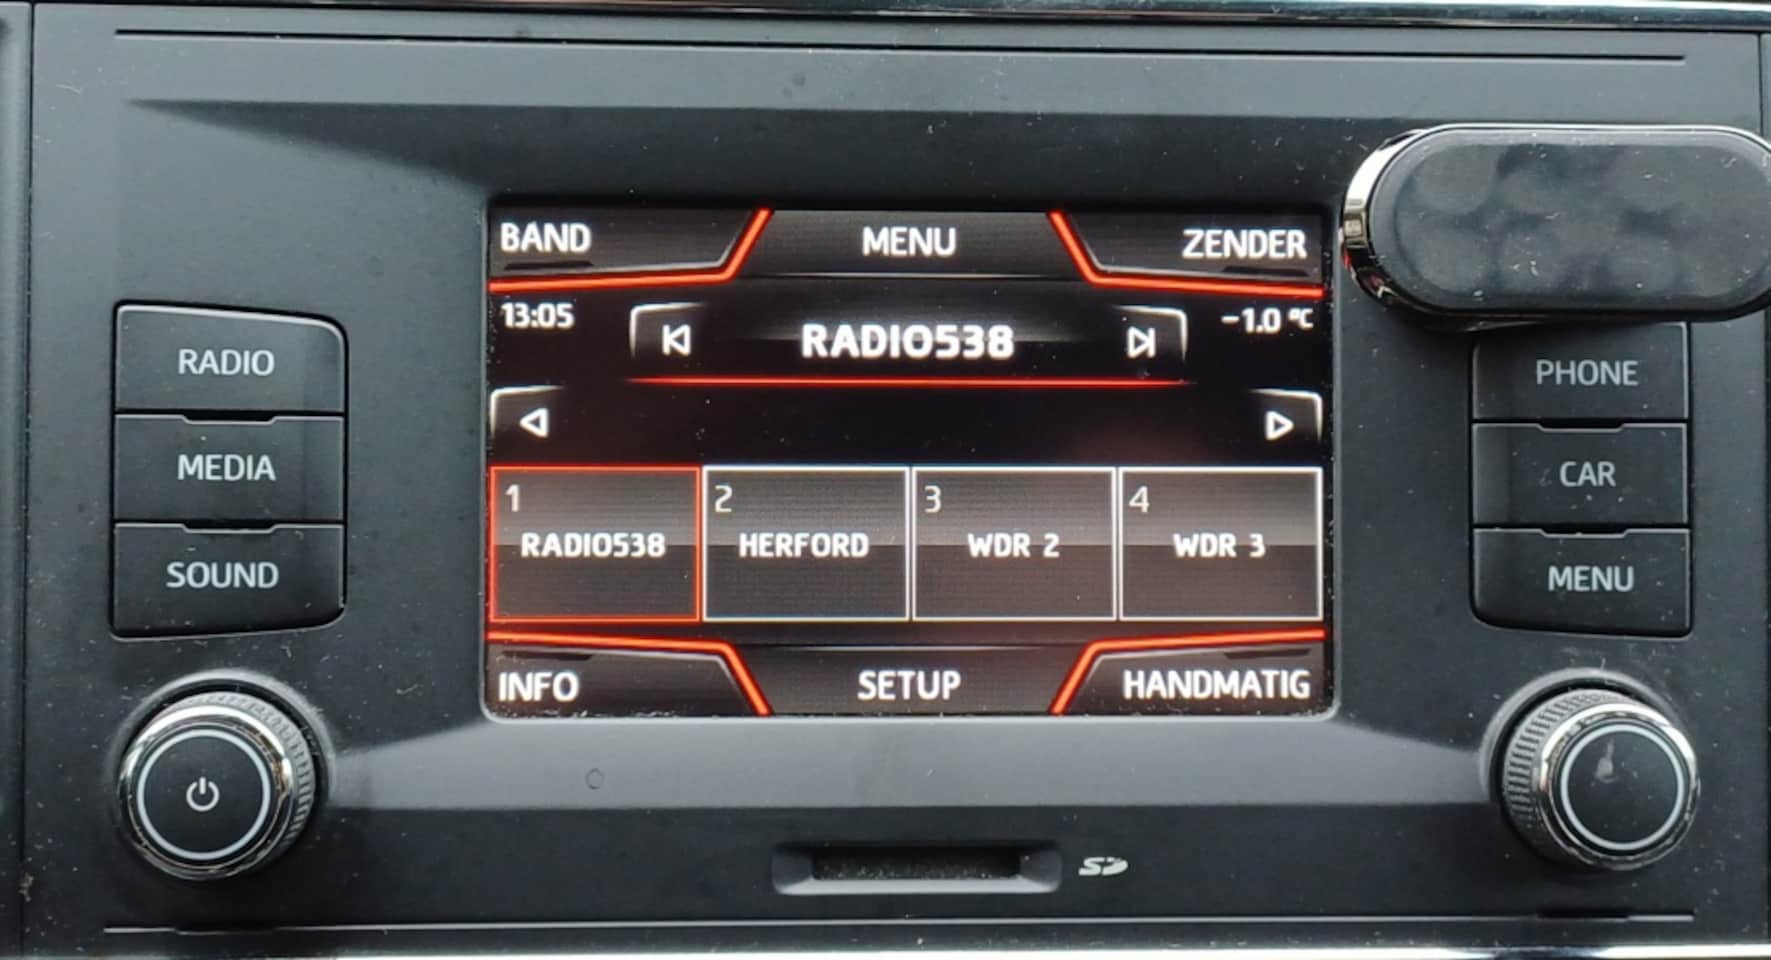 BAND MENU ZENDER
13:05 RADIO538 -1.0 °C
RADIO
MEDIA
SOUND
1 2 3 4
RADIO538 HERFORD WDR 2 WDR 3
INFO SETUP HANDMATIG
PHONE
CAR
MENU
SD